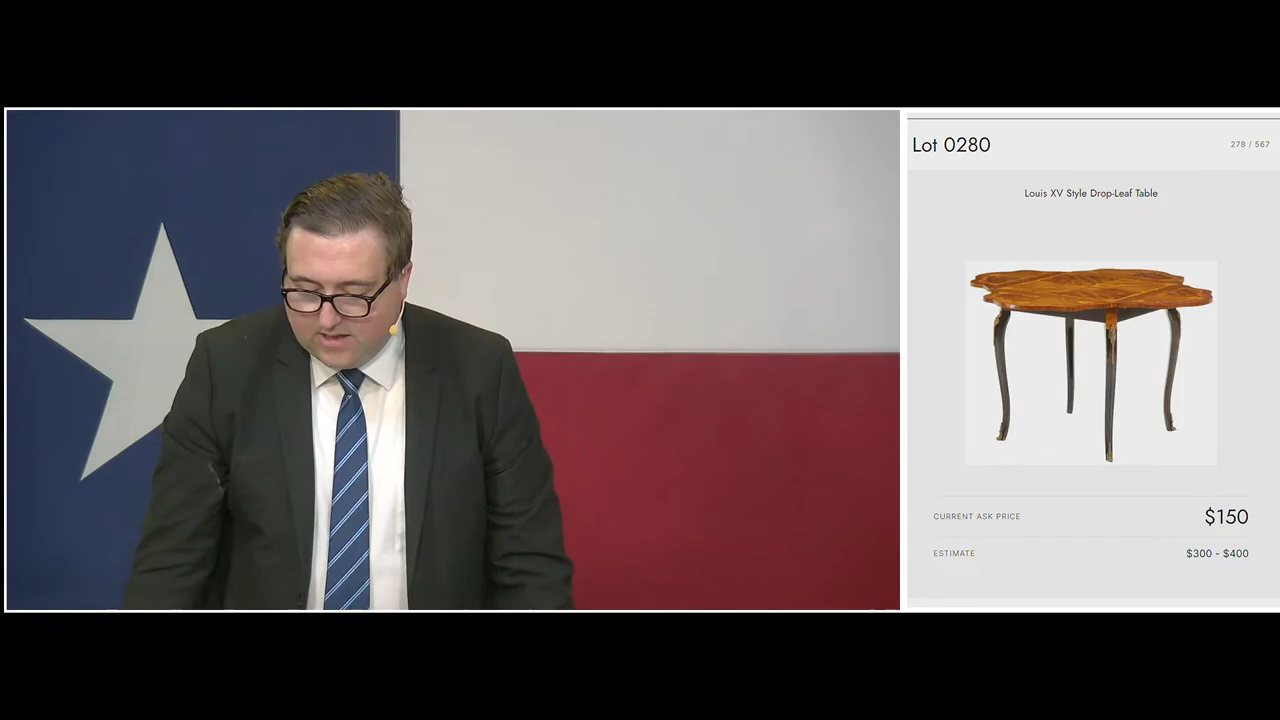 Lot 0280
278 / 567
Louis XV Style Drop-Leaf Table
CURRENT ASK PRICE
$150
ESTIMATE
$300 - $400